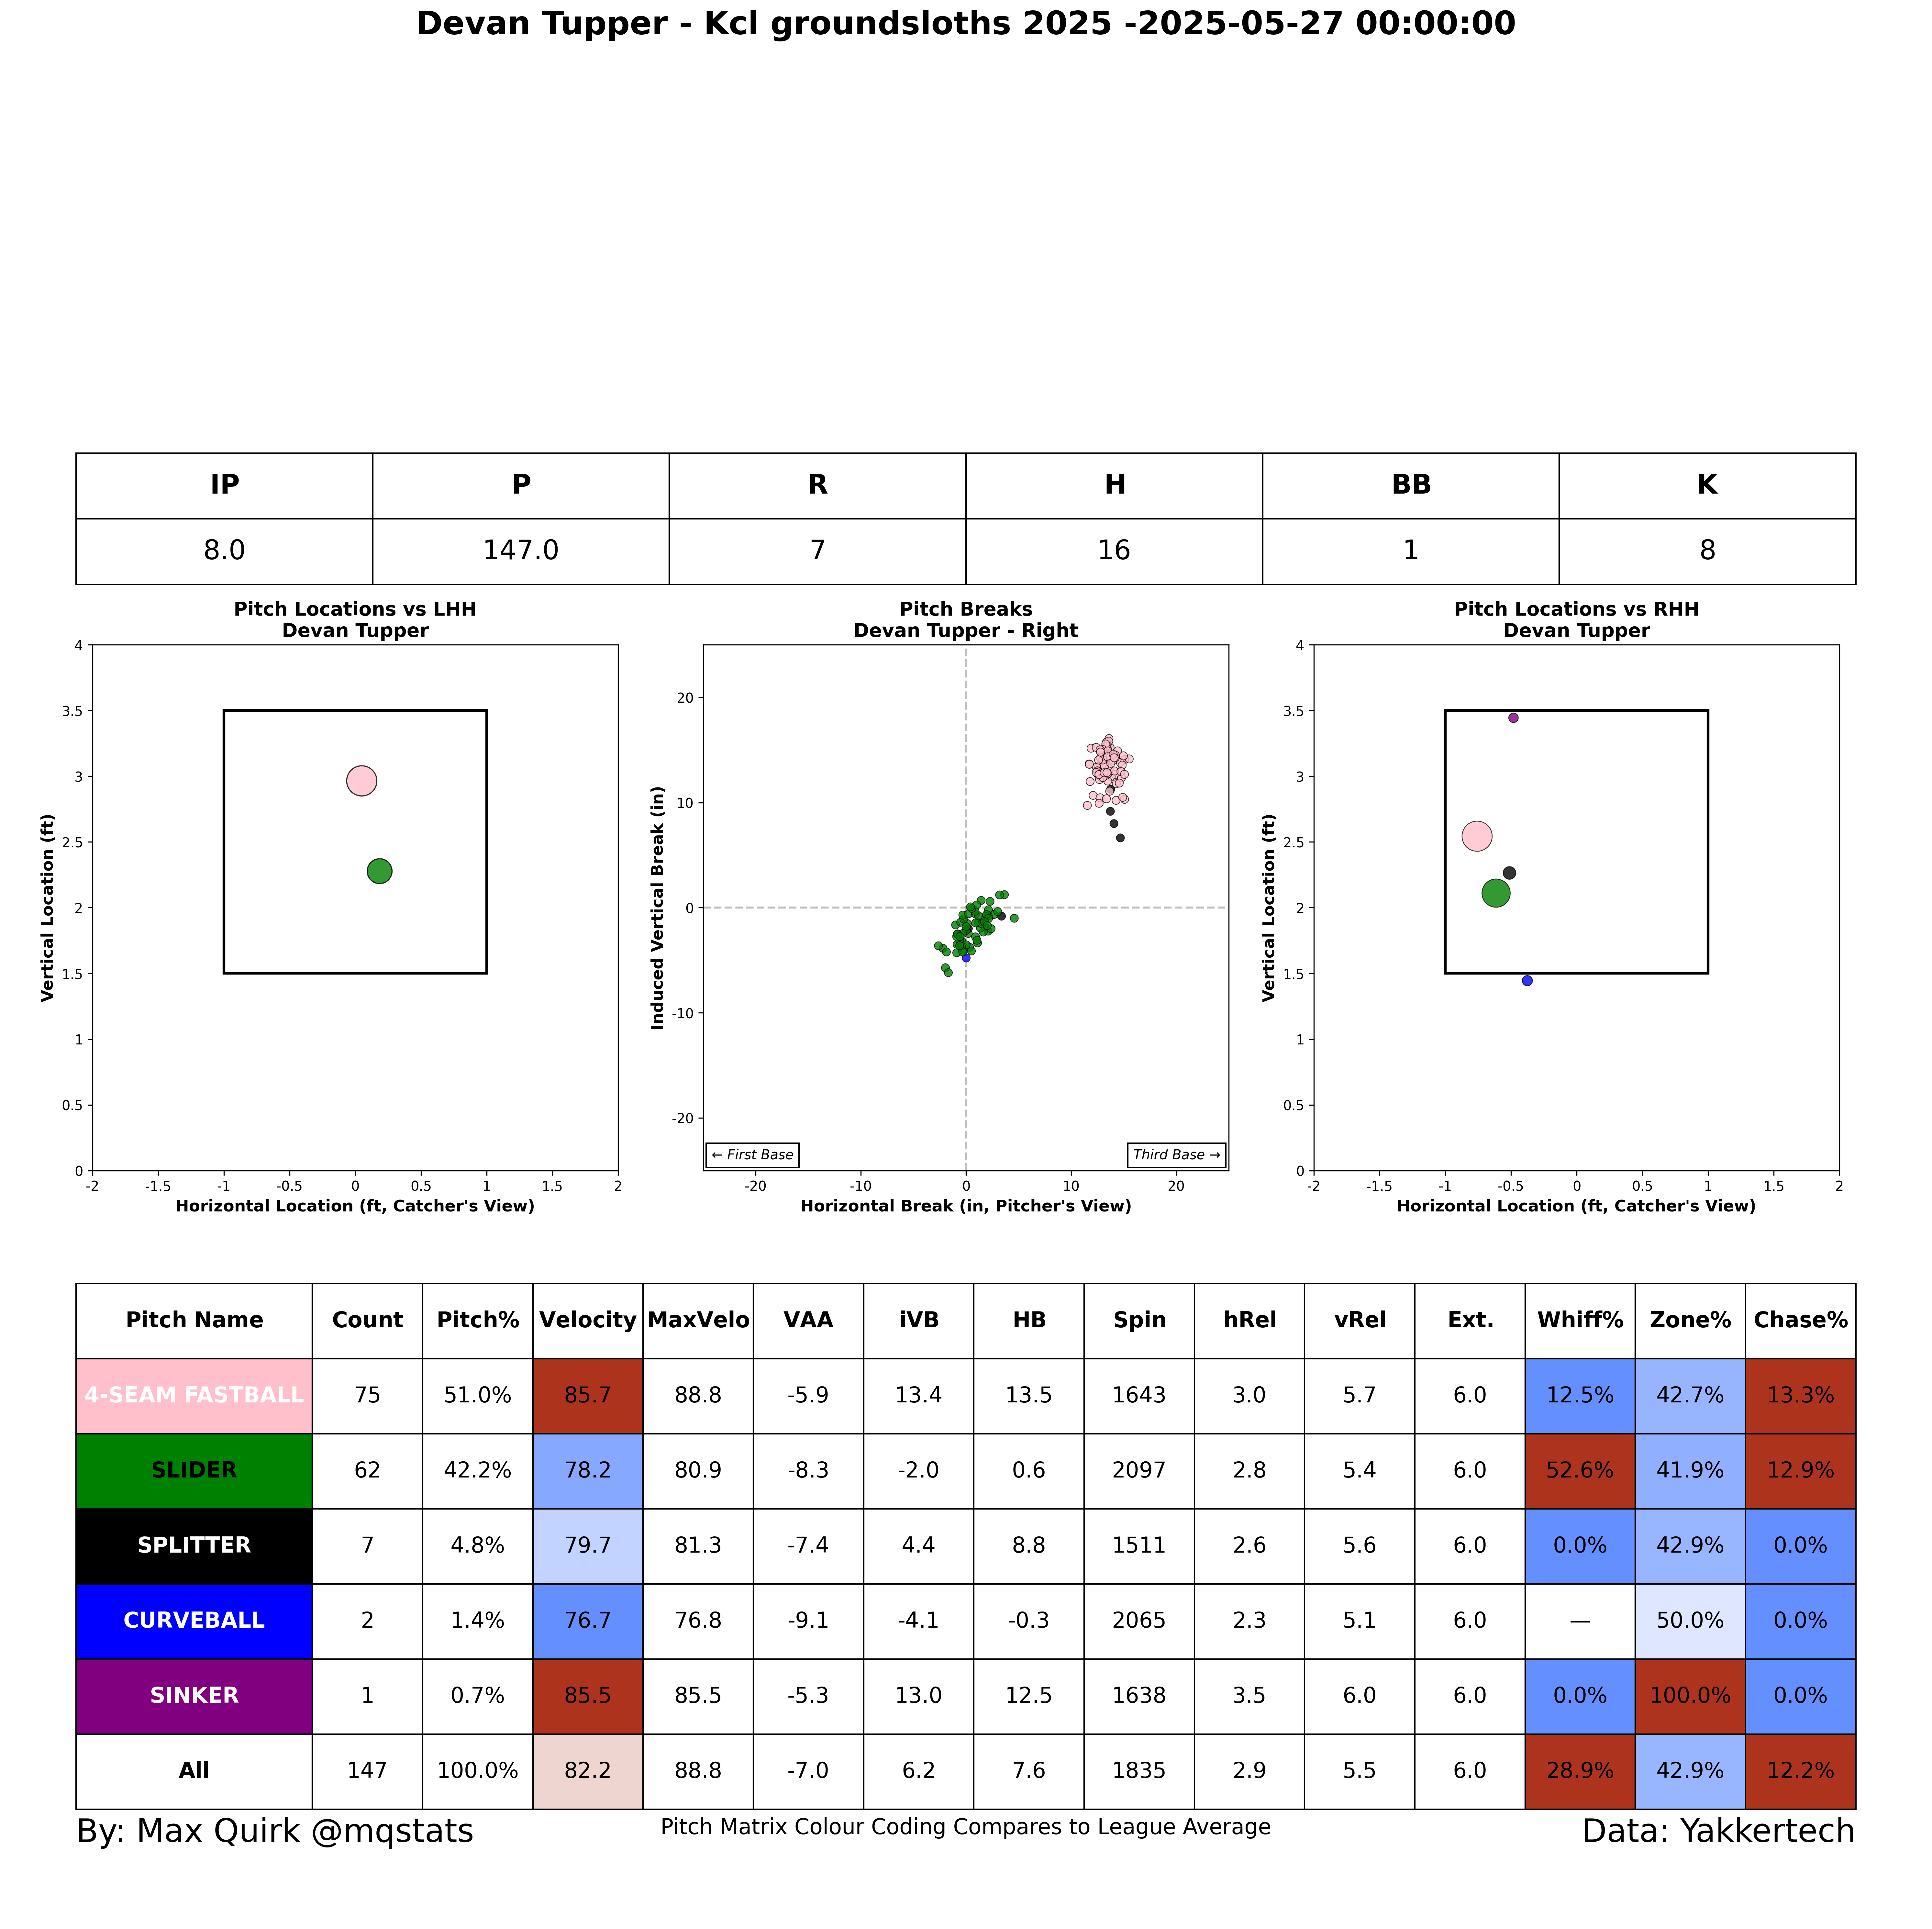 Devan Tupper - Kcl groundsloths 2025 -2025-05-27 00:00:00
IP P R H BB K
8.0 147.0 7 16 1 8
Pitch Locations vs LHH
Devan Tupper
4
3.5
3
2.5
2
1.5
1
0.5
0
-2 -1.5 -1 -0.5 0 0.5 1 1.5 2
Vertical Location (ft)
Horizontal Location (ft, Catcher's View)
Pitch Breaks
Devan Tupper - Right
20
10
0
-10
-20
← First Base Third Base →
-20 -10 0 10 20
Induced Vertical Break (in)
Horizontal Break (in, Pitcher's View)
Pitch Locations vs RHH
Devan Tupper
4
3.5
3
2.5
2
1.5
1
0.5
0
-2 -1.5 -1 -0.5 0 0.5 1 1.5 2
Vertical Location (ft)
Horizontal Location (ft, Catcher's View)
Pitch Name Count Pitch% Velocity MaxVelo VAA iVB HB Spin hRel vRel Ext. Whiff% Zone% Chase%
4-SEAM FASTBALL 75 51.0% 85.7 88.8 -5.9 13.4 13.5 1643 3.0 5.7 6.0 12.5% 42.7% 13.3%
SLIDER 62 42.2% 78.2 80.9 -8.3 -2.0 0.6 2097 2.8 5.4 6.0 52.6% 41.9% 12.9%
SPLITTER 7 4.8% 79.7 81.3 -7.4 4.4 8.8 1511 2.6 5.6 6.0 0.0% 42.9% 0.0%
CURVEBALL 2 1.4% 76.7 76.8 -9.1 -4.1 -0.3 2065 2.3 5.1 6.0 — 50.0% 0.0%
SINKER 1 0.7% 85.5 85.5 -5.3 13.0 12.5 1638 3.5 6.0 6.0 0.0% 100.0% 0.0%
All 147 100.0% 82.2 88.8 -7.0 6.2 7.6 1835 2.9 5.5 6.0 28.9% 42.9% 12.2%
By: Max Quirk @mqstats Pitch Matrix Colour Coding Compares to League Average Data: Yakkertech